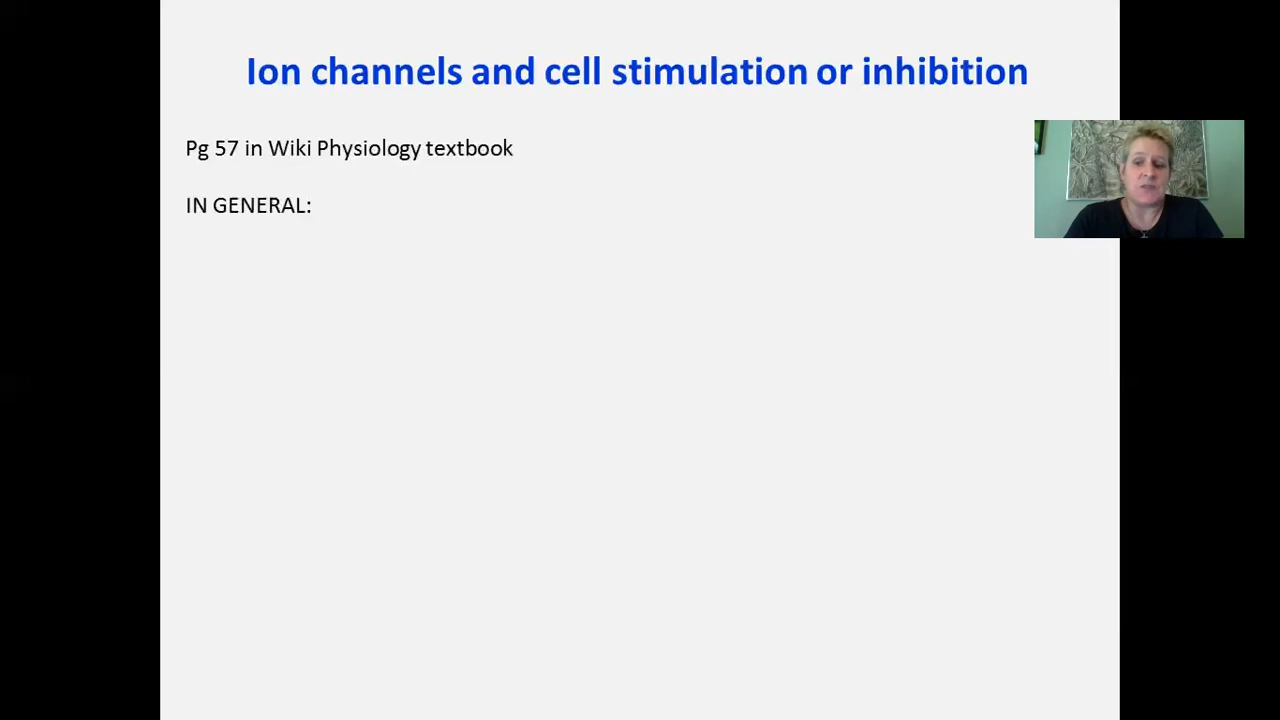 Ion channels and cell stimulation or inhibition
Pg 57 in Wiki Physiology textbook
IN GENERAL: